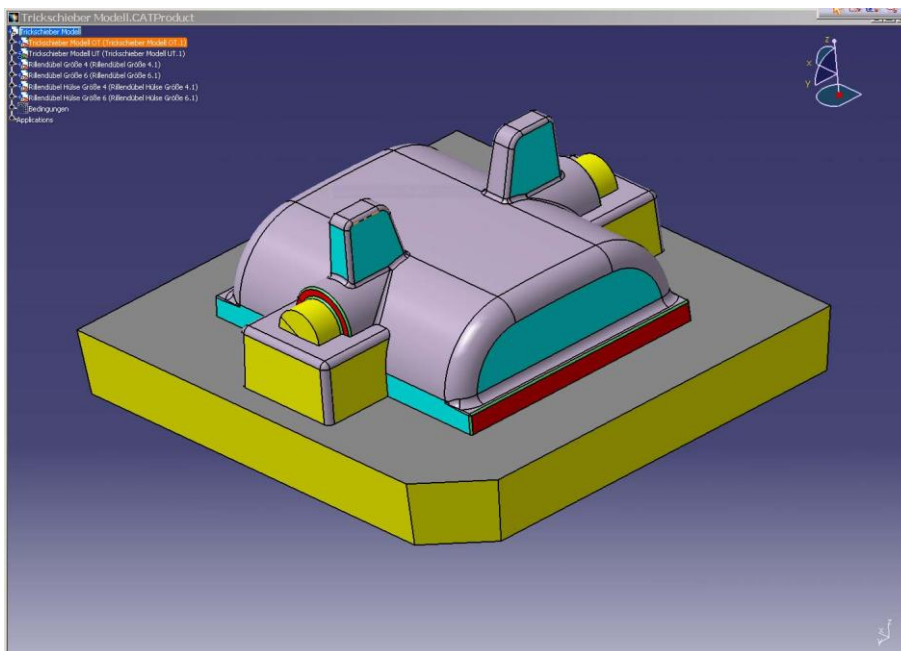 Trickschieber Modell.CATProduct
Trickschieber Modell
Trickschieber Modell OT (Trickschieber Modell OT.1)
Trickschieber Modell UT (Trickschieber Modell UT.1)
Rillendübel Größe 4 (Rillendübel Größe 4.1)
Rillendübel Größe 6 (Rillendübel Größe 6.1)
Rillendübel Hülse Größe 4 (Rillendübel Hülse Größe 4.1)
Rillendübel Hülse Größe 6 (Rillendübel Hülse Größe 6.1)
Bedingungen
Applications
z
x
y